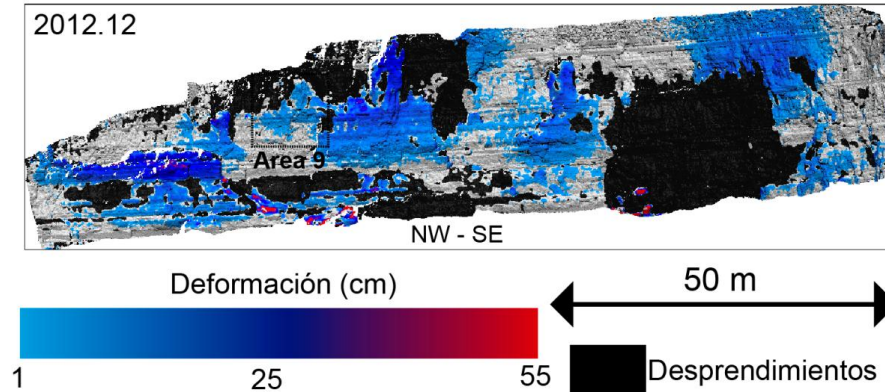 2012.12
Area 9
NW - SE
Deformación (cm)
50 m
1 25 55
Desprendimientos